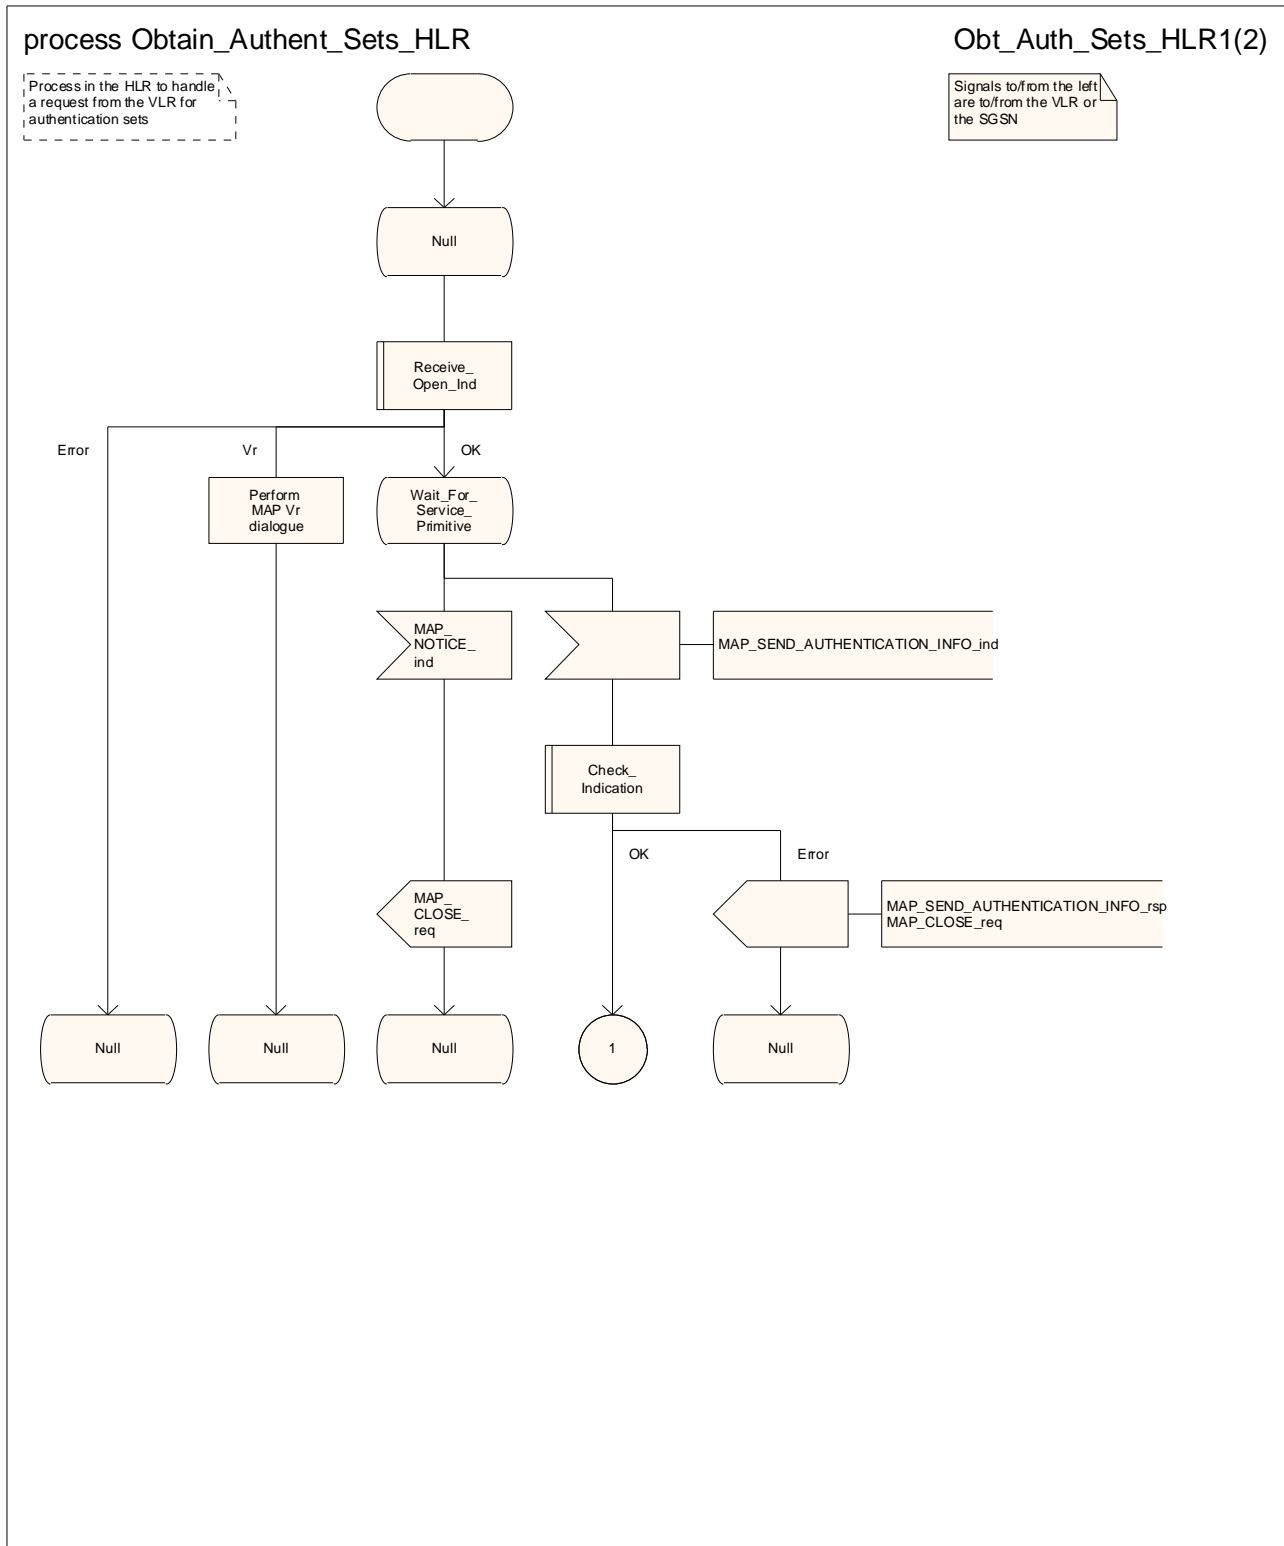 process Obtain_Authent_Sets_HLR
Obt_Auth_Sets_HLR1(2)
Process in the HLR to handle
a request from the VLR for
authentication sets
Signals to/from the left
are to/from the VLR or
the SGSN
Null
Receive_
Open_Ind
Error
Vr
OK
Perform
MAP Vr
dialogue
Wait_For_
Service_
Primitive
MAP_
NOTICE_
ind
MAP_SEND_AUTHENTICATION_INFO_ind
Check_
Indication
OK
Error
MAP_
CLOSE_
req
MAP_SEND_AUTHENTICATION_INFO_rsp
MAP_CLOSE_req
Null
Null
Null
1
Null